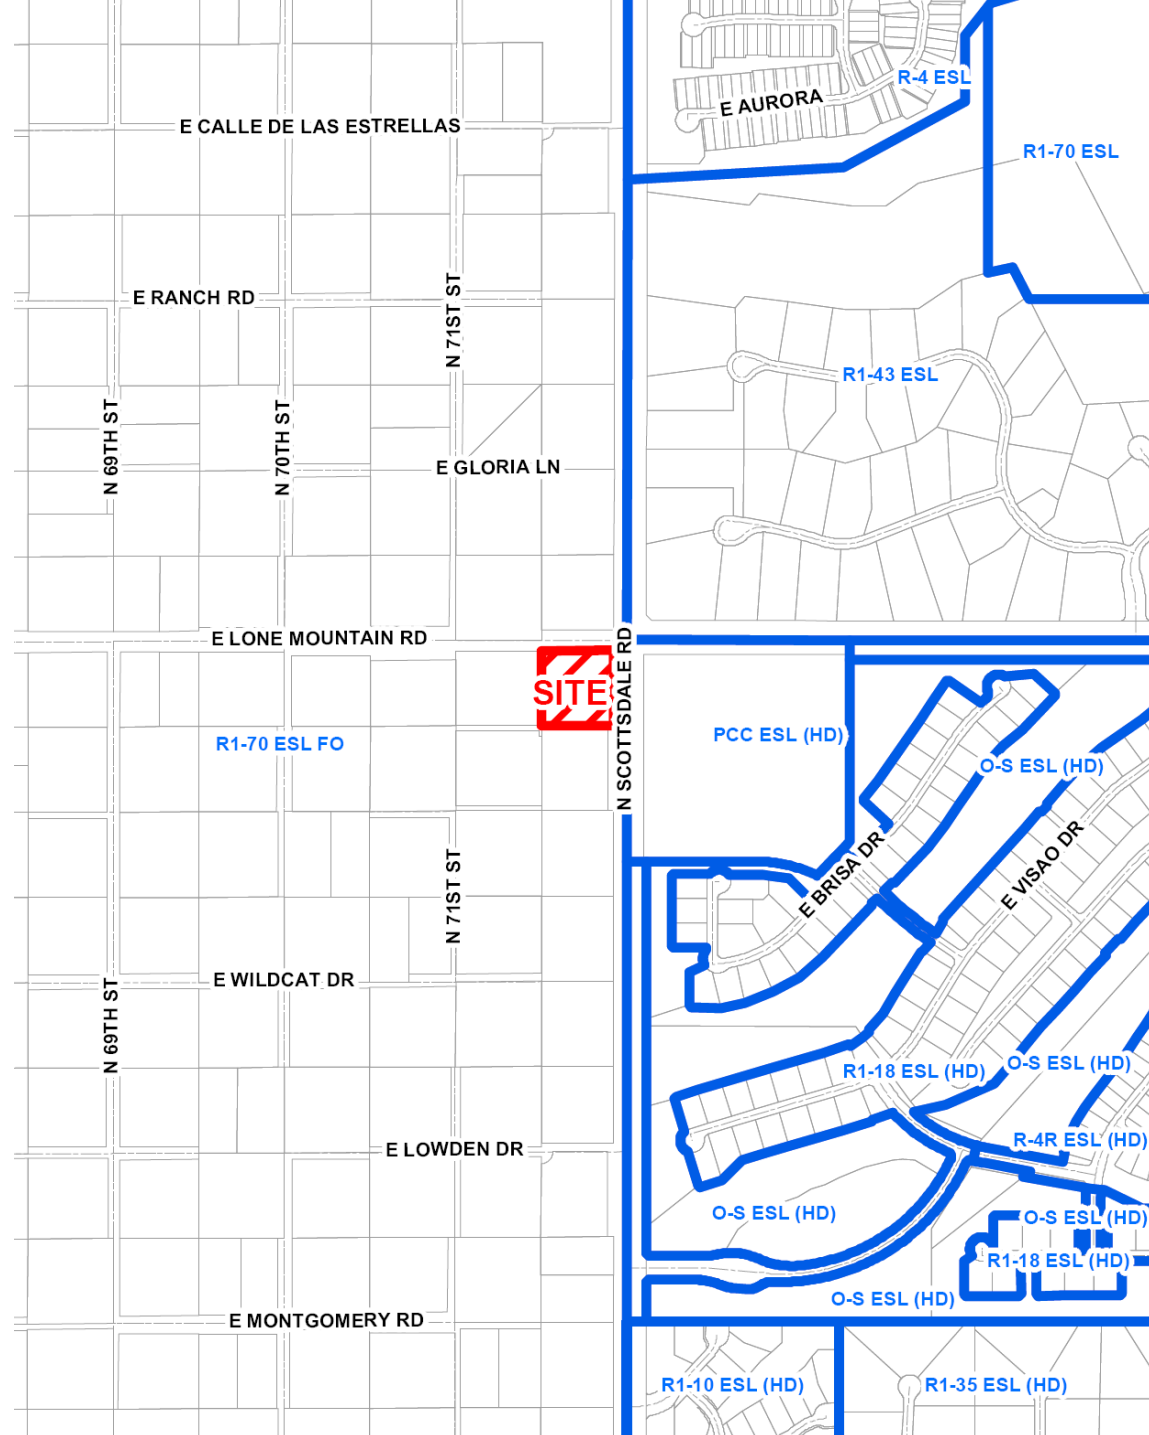 R-4 ESL
E AURORA
E CALLE DE LAS ESTRELLAS
R1-70 ESL
E RANCH RD
N 71ST ST
R1-43 ESL
N 69TH ST
N 70TH ST
E GLORIA LN
E LONE MOUNTAIN RD
N SCOTTSDALE RD
SITE
R1-70 ESL FO
PCC ESL (HD)
O-S ESL (HD)
E BRISA DR
E VISAO DR
N 71ST ST
E WILDCAT DR
N 69TH ST
R1-18 ESL (HD)
O-S ESL (HD)
R-4R ESL (HD)
E LOWDEN DR
O-S ESL (HD)
O-S ESL (HD)
R1-18 ESL (HD)
O-S ESL (HD)
E MONTGOMERY RD
R1-10 ESL (HD)
R1-35 ESL (HD)